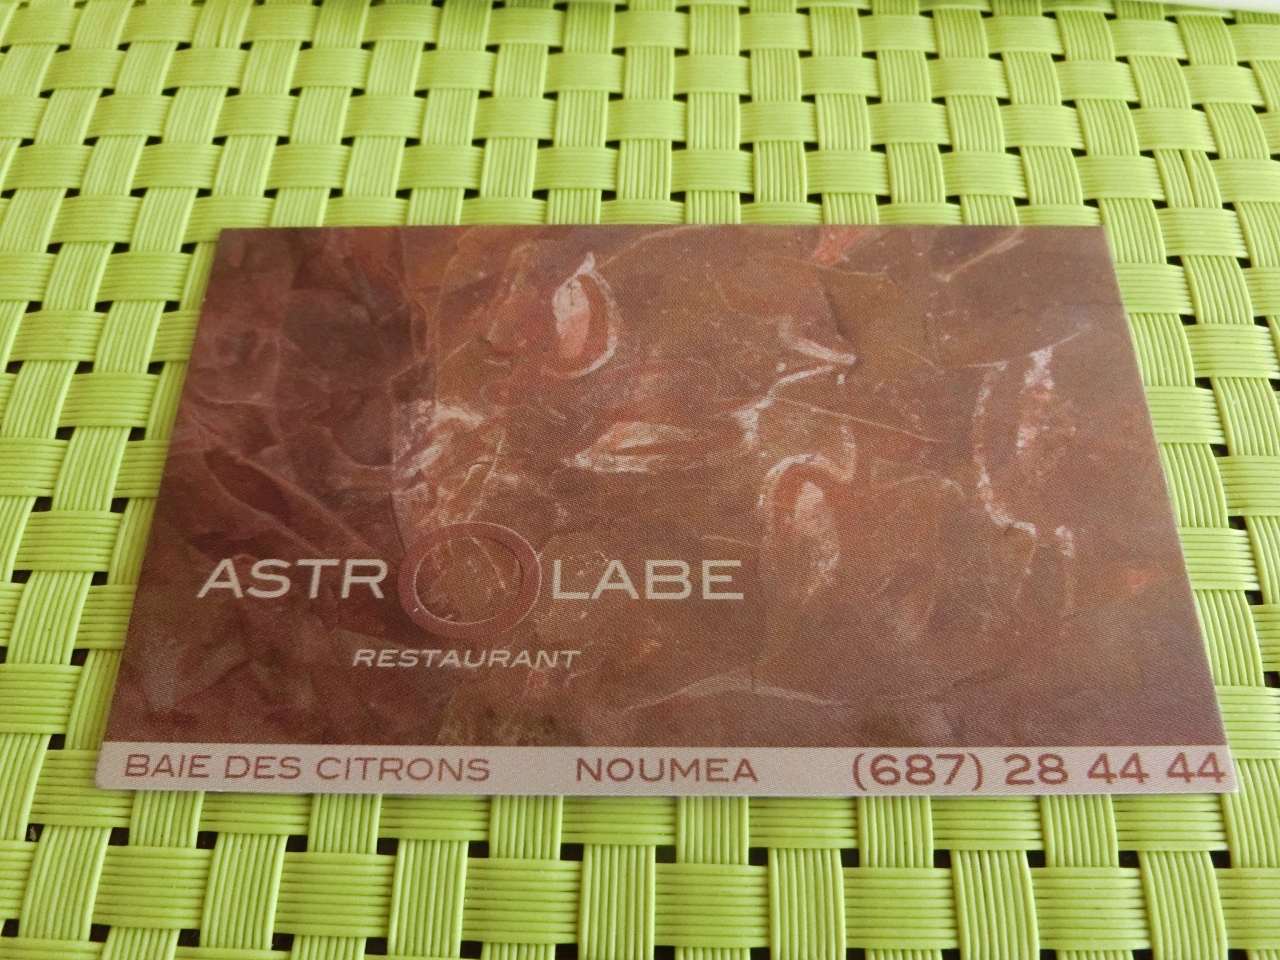 ASTROLABE
RESTAURANT
BAIE DES CITRONS NOUMEA (687) 28 44 44